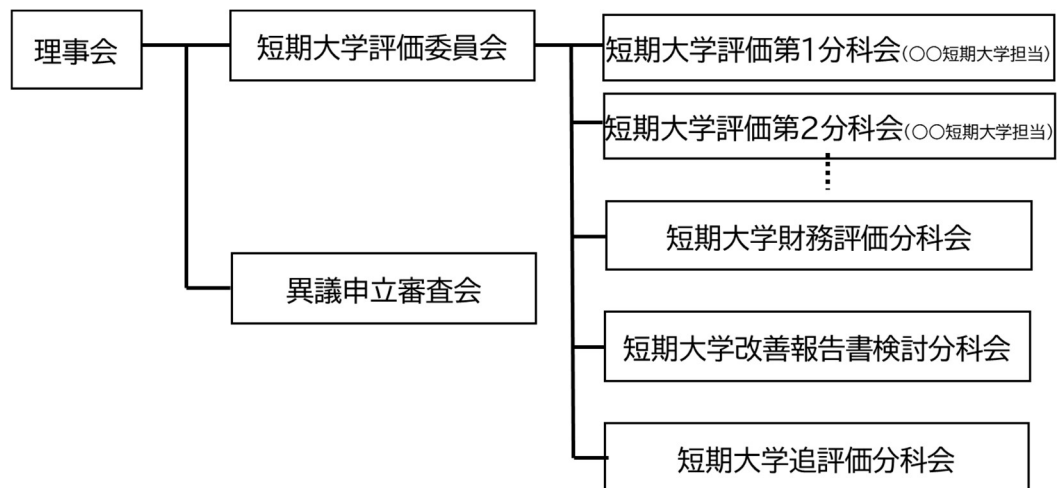 理事会
短期大学評価委員会
短期大学評価第1分科会(〇〇短期大学担当)
短期大学評価第2分科会(〇〇短期大学担当)
短期大学財務評価分科会
異議申立審査会
短期大学改善報告書検討分科会
短期大学追評価分科会